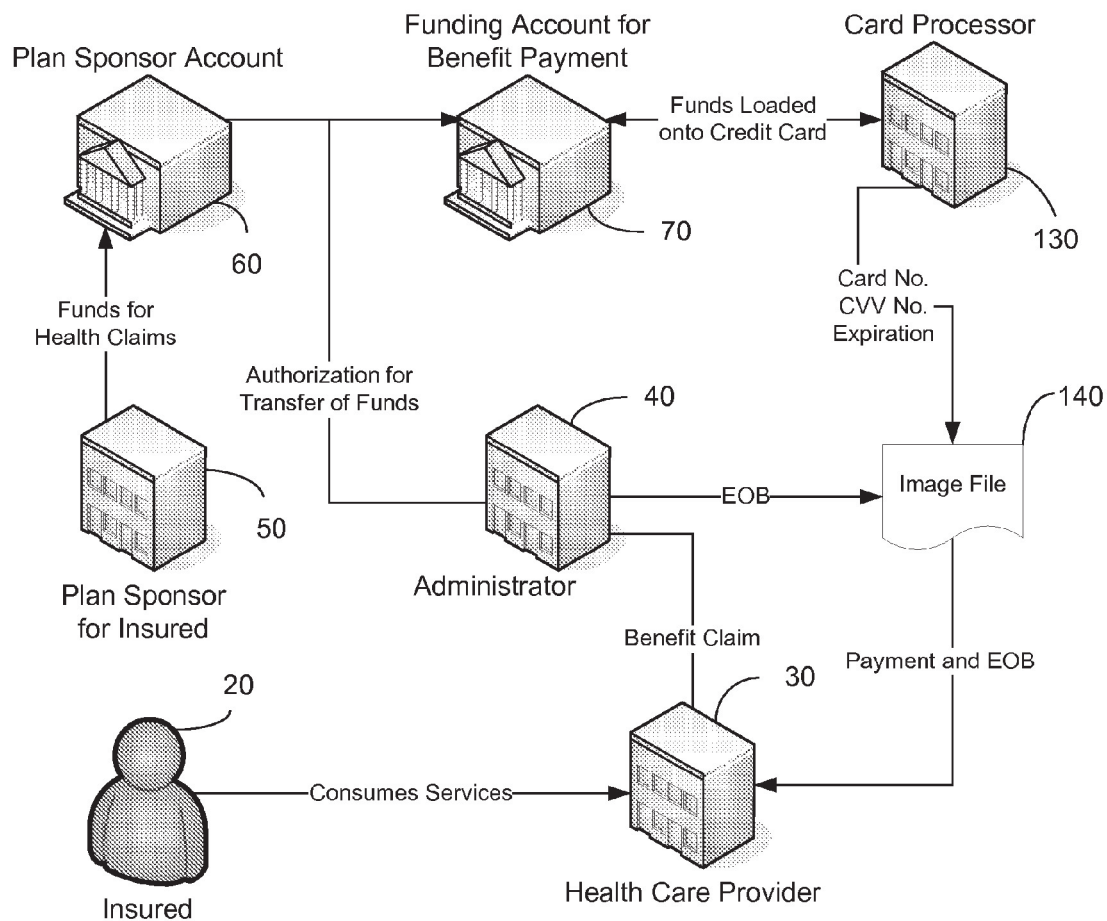 Plan Sponsor Account
Funding Account for
Benefit Payment
Card Processor
Funds Loaded
onto Credit Card
60
70
130
Funds for
Health Claims
Card No.
CVV No.
Expiration
Authorization for
Transfer of Funds
40
140
50
EOB
Image File
Plan Sponsor
for Insured
Administrator
Benefit Claim
Payment and EOB
20
30
Consumes Services
Insured
Health Care Provider